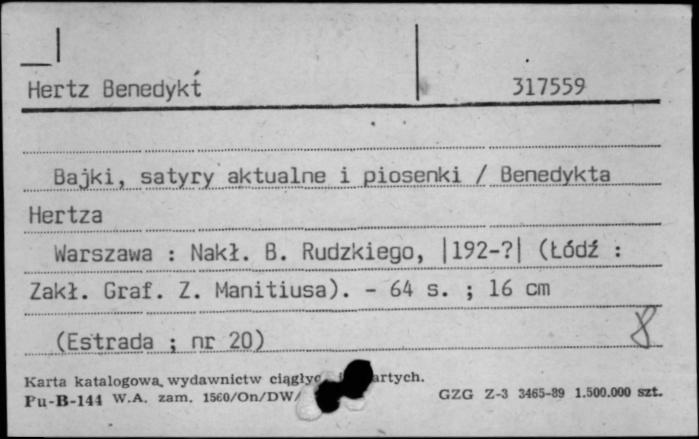 Hertz Benedykt 317559
Bajki, satyry aktualne i piosenki / Benedykta
Hertza
Warszawa : Nakł. B. Rudzkiego, |192-?| (Łódź :
Zakł. Graf. Z. Manitiusa). - 64 s. ; 16 cm
(Estrada ; nr 20) 8
Karta katalogowa, wydawnictw
Pu-B-144 W.A. zam. 1560/On/DW/ GZG Z-3 3465-89 1.500.000 szt.